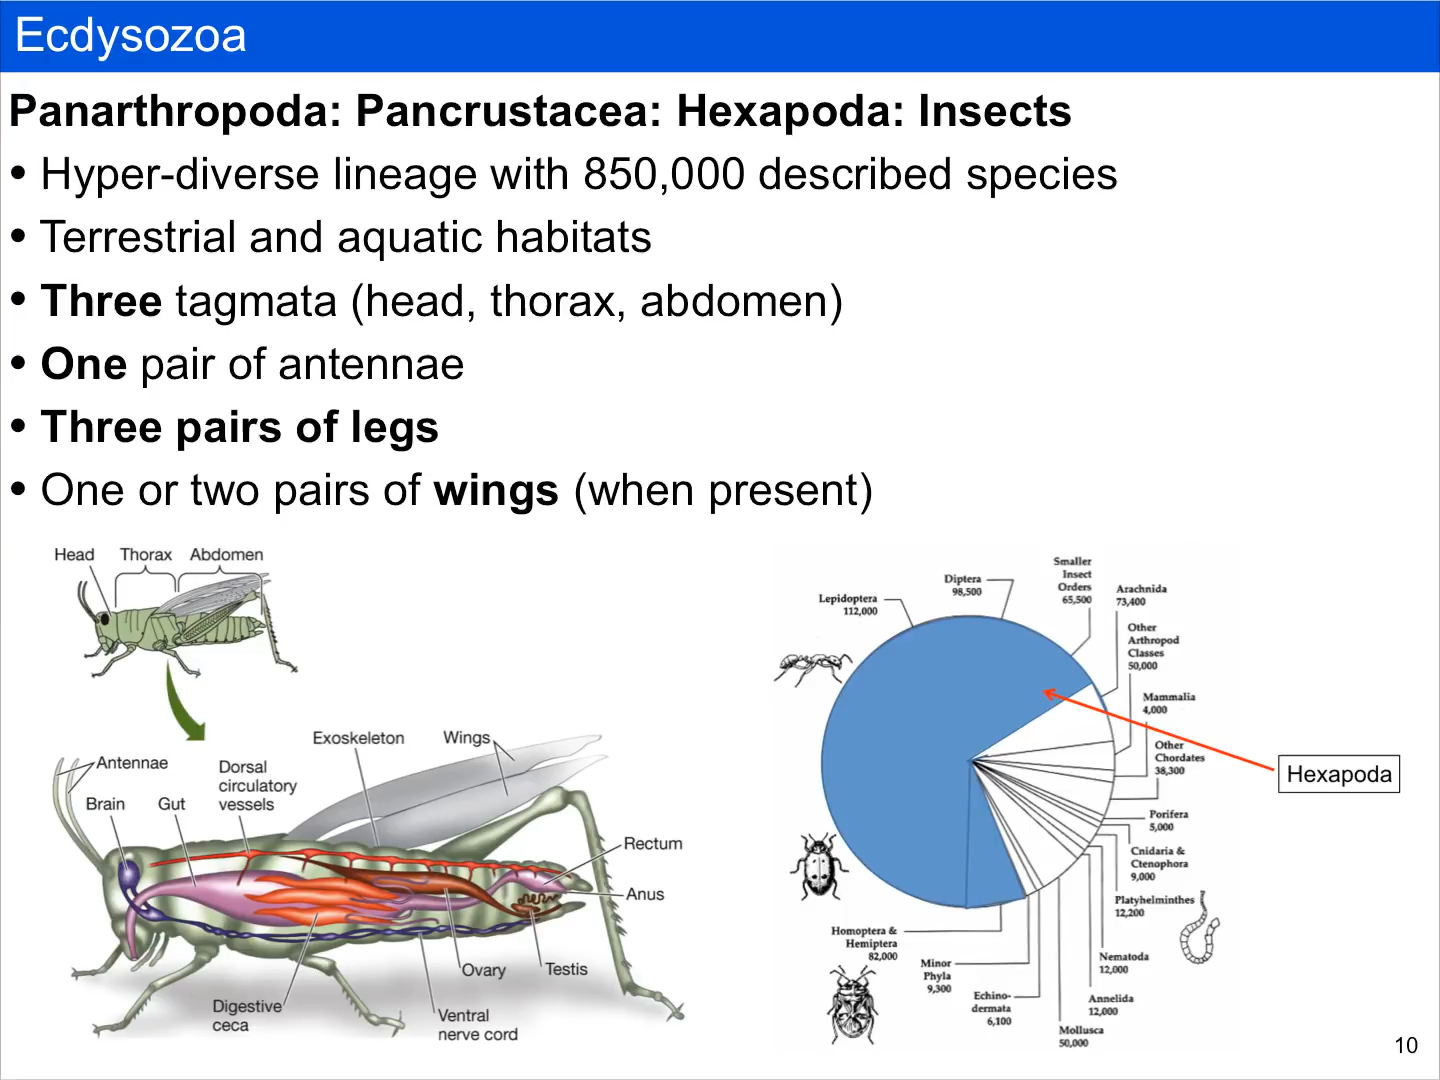 Ecdysozoa
Panarthropoda: Pancrustacea: Hexapoda: Insects
• Hyper-diverse lineage with 850,000 described species
• Terrestrial and aquatic habitats
• Three tagmata (head, thorax, abdomen)
• One pair of antennae
• Three pairs of legs
• One or two pairs of wings (when present)
Head
Thorax
Abdomen
Antennae
Brain
Gut
Dorsal
circulatory
vessels
Exoskeleton
Wings
Rectum
Anus
Ovary
Testis
Digestive
ceca
Ventral
nerve cord
Lepidoptera
112,000
Diptera
98,500
Smaller
Insect
Orders
65,500
Arachnida
73,400
Other
Arthropod
Classes
50,000
Mammalia
4,000
Other
Chordates
38,300
Porifera
5,000
Cnidaria &
Ctenophora
9,000
Platyhelminthes
12,200
Nematoda
12,000
Annelida
12,000
Mollusca
50,000
Echino-
dermata
6,100
Minor
Phyla
9,300
Homoptera &
Hemiptera
82,000
Hexapoda
10